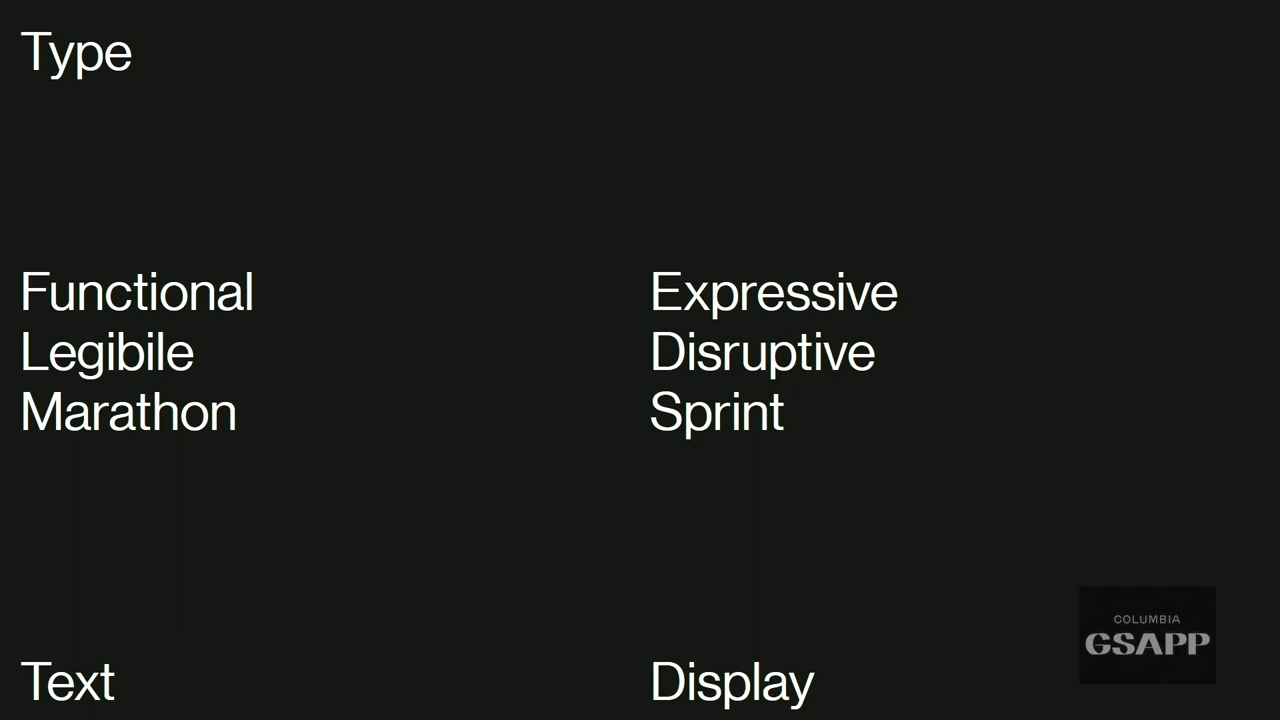 Type
Functional
Legibile
Marathon
Expressive
Disruptive
Sprint
Text
Display
COLUMBIA
GSAPP